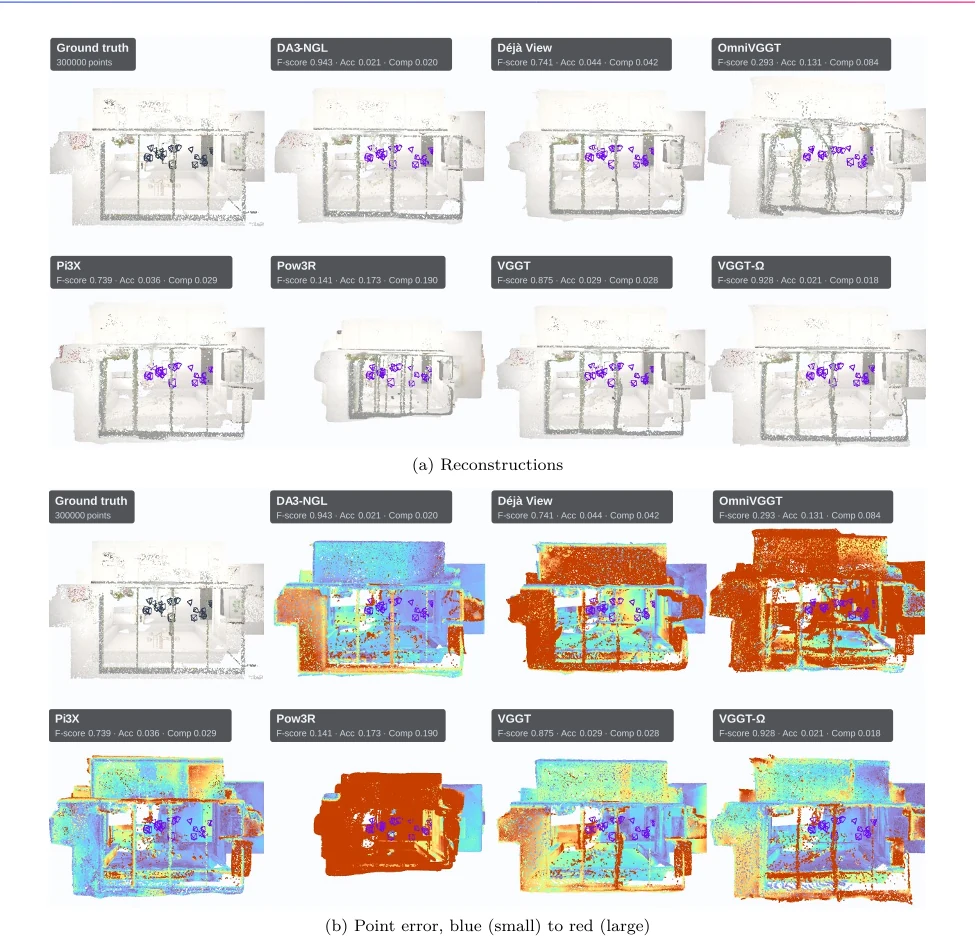 Ground truth
300000 points
DA3-NGL
F-score 0.943 · Acc 0.021 · Comp 0.020
Déjà View
F-score 0.741 · Acc 0.044 · Comp 0.042
OmniVGGT
F-score 0.293 · Acc 0.131 · Comp 0.084
Pi3X
F-score 0.739 · Acc 0.036 · Comp 0.029
Pow3R
F-score 0.141 · Acc 0.173 · Comp 0.190
VGGT
F-score 0.875 · Acc 0.029 · Comp 0.028
VGGT-Ω
F-score 0.928 · Acc 0.021 · Comp 0.018
(a) Reconstructions
Ground truth
300000 points
DA3-NGL
F-score 0.943 · Acc 0.021 · Comp 0.020
Déjà View
F-score 0.741 · Acc 0.044 · Comp 0.042
OmniVGGT
F-score 0.293 · Acc 0.131 · Comp 0.084
Pi3X
F-score 0.739 · Acc 0.036 · Comp 0.029
Pow3R
F-score 0.141 · Acc 0.173 · Comp 0.190
VGGT
F-score 0.875 · Acc 0.029 · Comp 0.028
VGGT-Ω
F-score 0.928 · Acc 0.021 · Comp 0.018
(b) Point error, blue (small) to red (large)